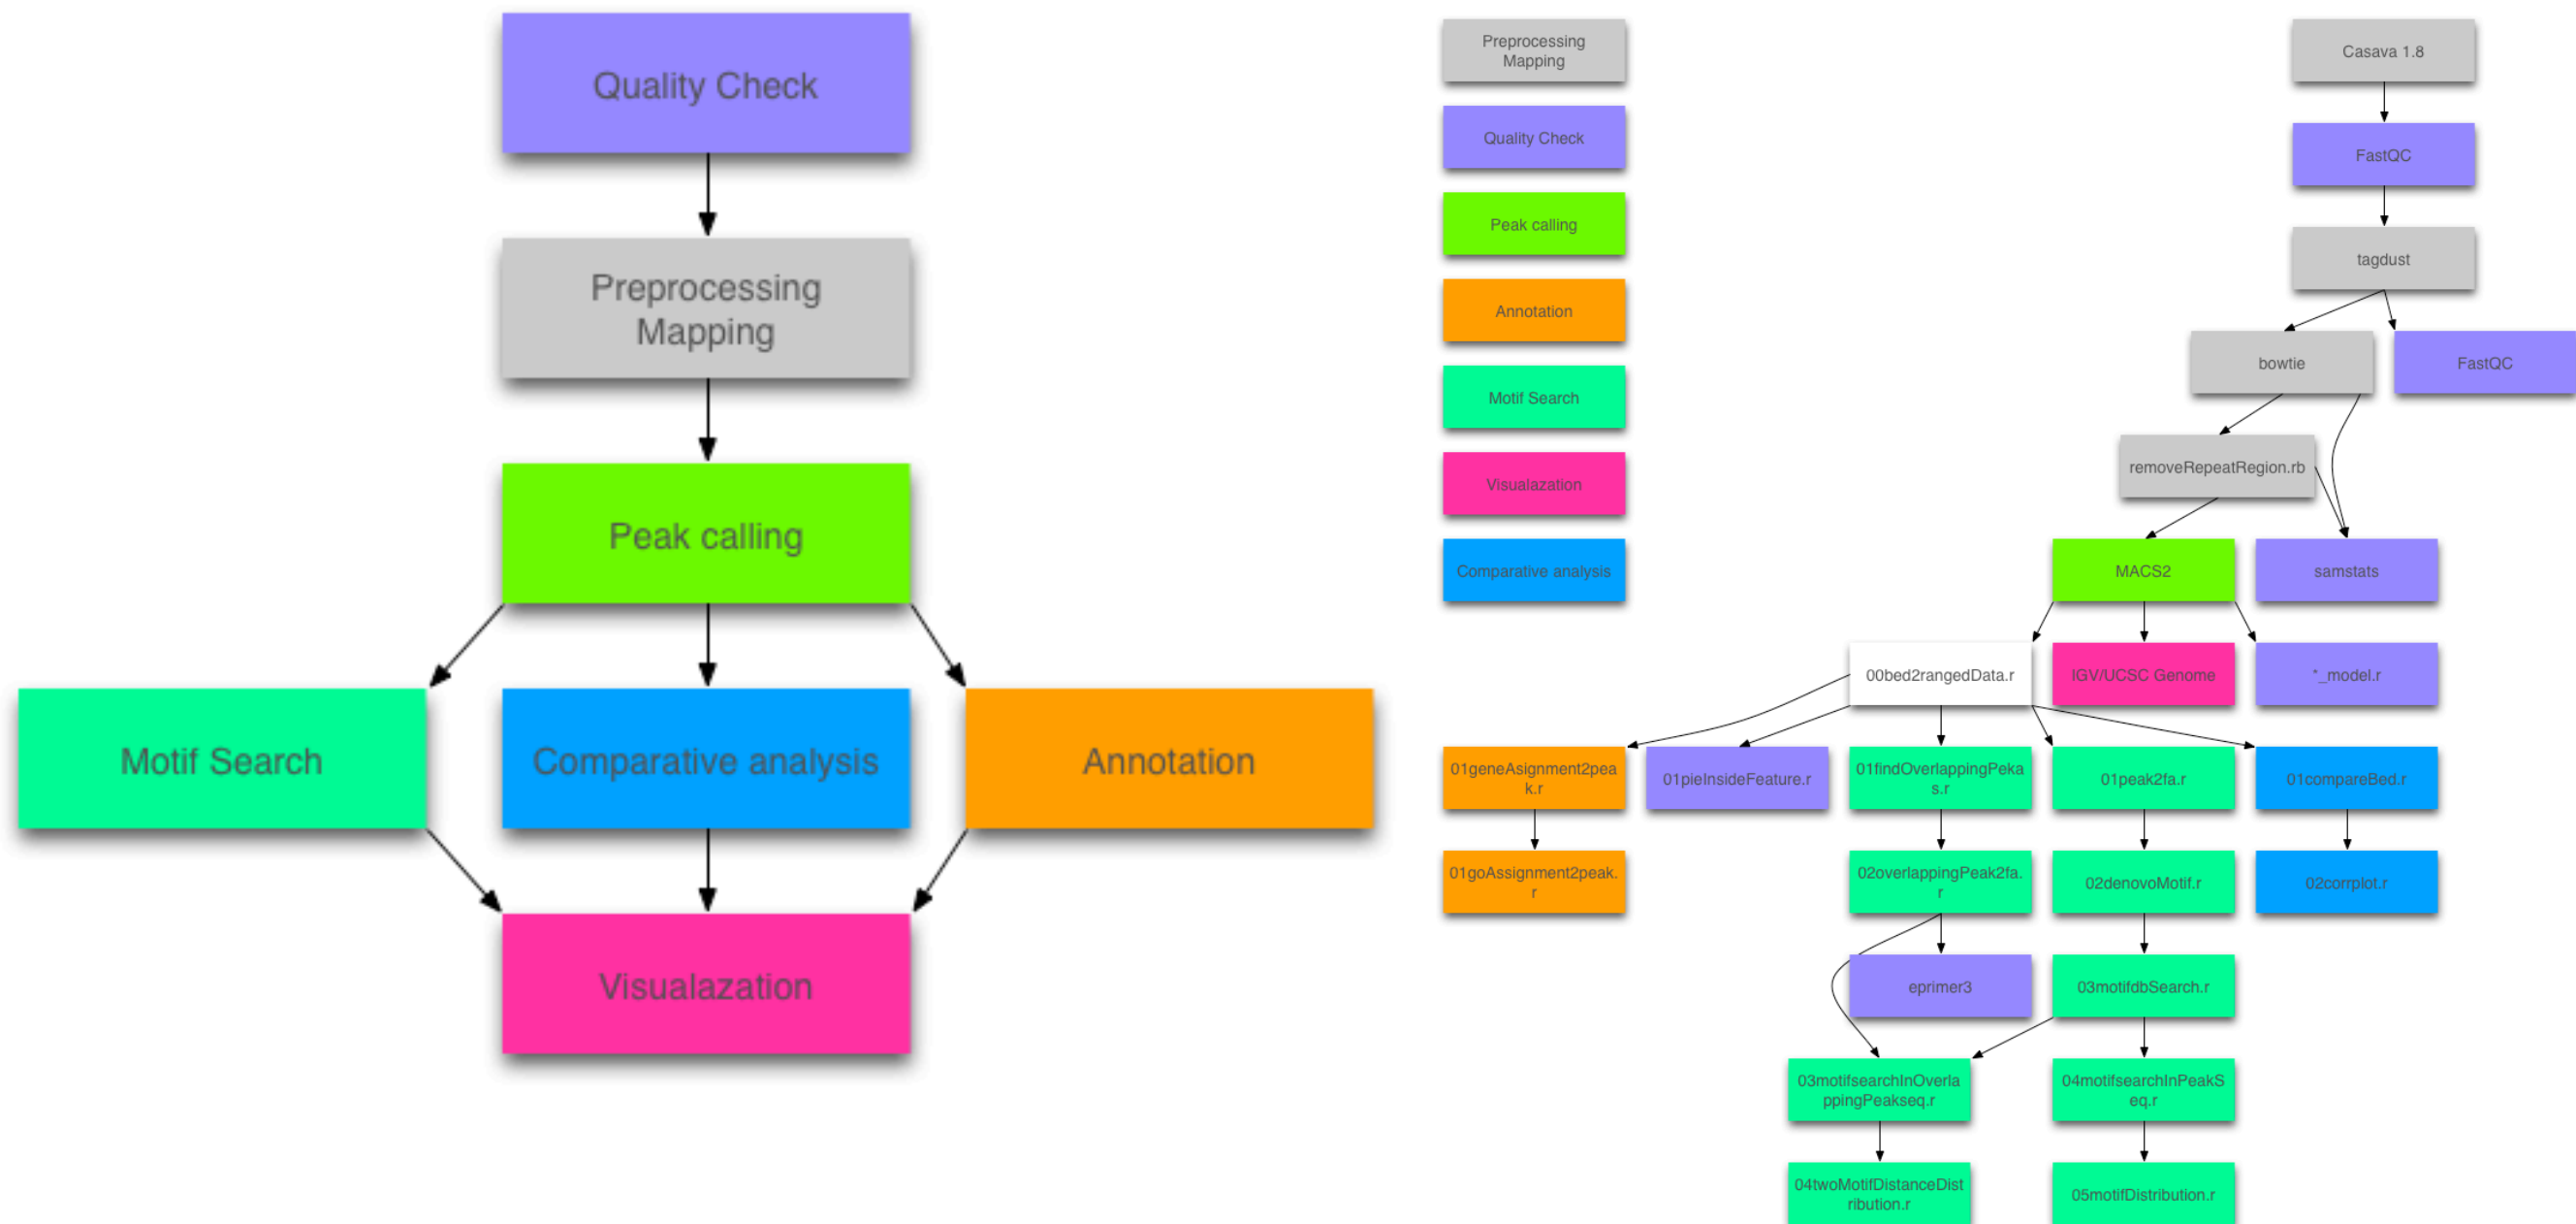 Quality Check
Preprocessing
Mapping
Peak calling
Motif Search
Comparative analysis
Annotation
Visualazation
Preprocessing
Mapping
Quality Check
Peak calling
Annotation
Motif Search
Visualazation
Comparative analysis
Casava 1.8
FastQC
tagdust
bowtie
FastQC
removeRepeatRegion.rb
MACS2
samstats
00bed2rangedData.r
IGV/UCSC Genome
*_model.r
01geneAsignment2pea
k.r
01pieInsideFeature.r
01findOverlappingPeka
s.r
01peak2fa.r
01compareBed.r
01goAssignment2peak.
r
02overlappingPeak2fa.
r
02denovoMotif.r
02corrplot.r
eprimer3
03motifdbSearch.r
03motifsearchInOverla
ppingPeakseq.r
04motifsearchInPeakS
eq.r
04twoMotifDistanceDist
ribution.r
05motifDistribution.r